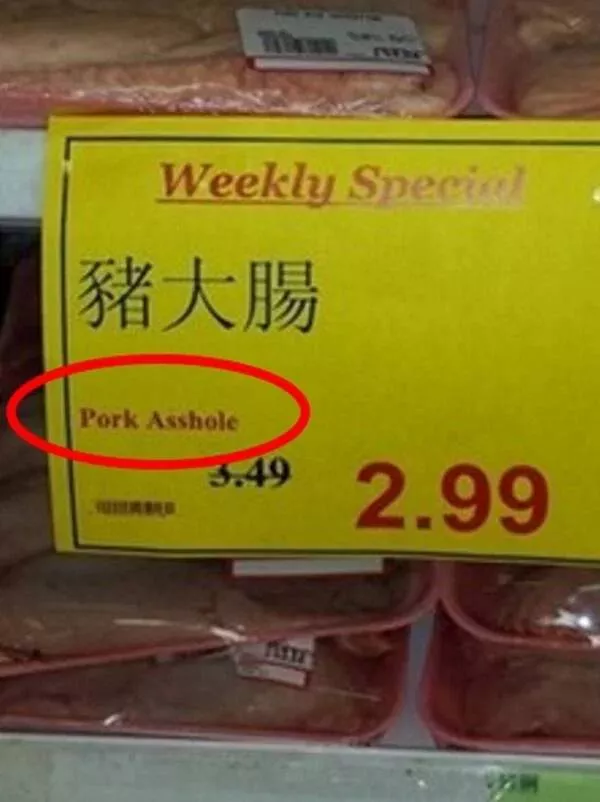 Weekly Special
豬大腸
Pork Asshole
3.49
2.99